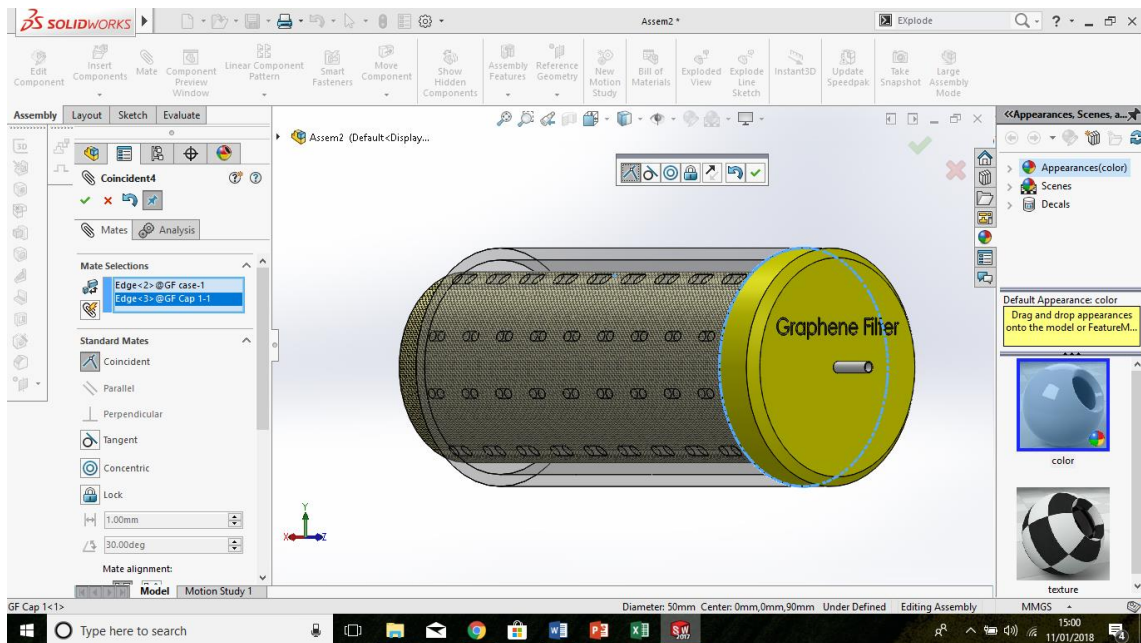 SOLIDWORKS
Assem2 *
EXplode
Edit Component
Insert Components
Mate
Component Preview Window
Linear Component Pattern
Smart Fasteners
Move Component
Show Hidden Components
Assembly Features
Reference Geometry
New Motion Study
Bill of Materials
Exploded View
Explode Line Sketch
Instant3D
Update Speedpak
Take Snapshot
Large Assembly Mode
Assembly
Layout
Sketch
Evaluate
Assem2 (Default<Display...
Coincident4
Mates
Analysis
Mate Selections
Edge<2>@GF case-1
Edge<3>@GF Cap 1-1
Standard Mates
Coincident
Parallel
Perpendicular
Tangent
Concentric
Lock
1.00mm
30.00deg
Mate alignment:
Graphene Filter
Y
X
Z
Appearances, Scenes, a...
Appearances(color)
Scenes
Decals
Default Appearance: color
Drag and drop appearances
onto the model or FeatureM...
color
texture
Model
Motion Study 1
GF Cap 1<1>
Diameter: 50mm Center: 0mm,0mm,90mm
Under Defined
Editing Assembly
MMGS
Type here to search
15:00
11/01/2018